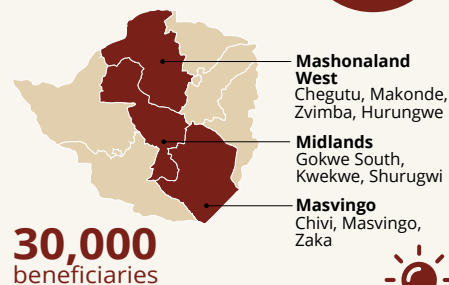 Mashonaland
West
Chegutu, Makonde,
Zvimba, Hurungwe
Midlands
Gokwe South,
Kwekwe, Shurugwi
Masvingo
Chivi, Masvingo,
Zaka
30,000
beneficiaries